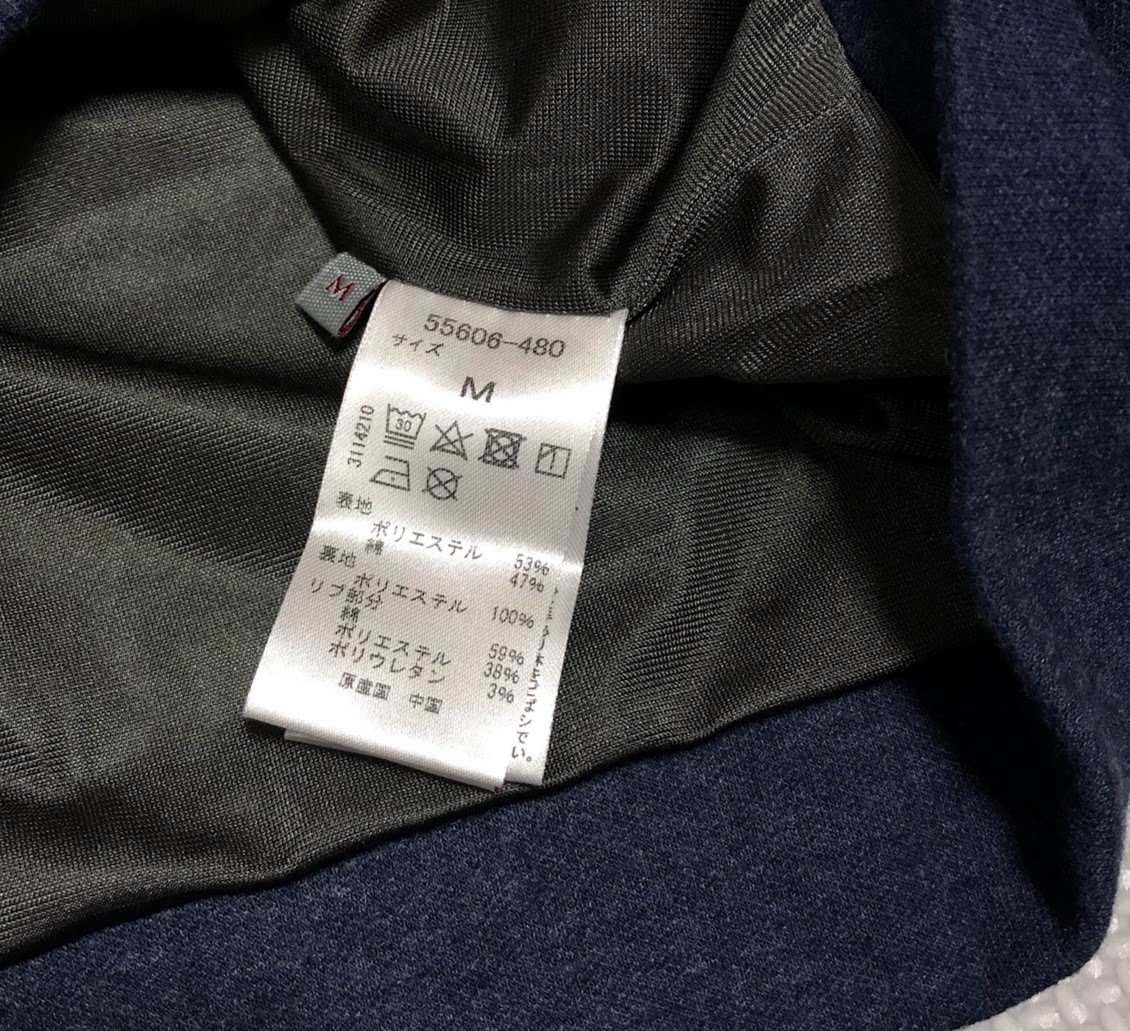 M
55606-480
サイズ
M
3114210
30
表地
ポリエステル 53%
綿 47%
裏地
ポリエステル 100%
リブ部分
綿 59%
ポリエステル 38%
ポリウレタン 3%
原産国 中国